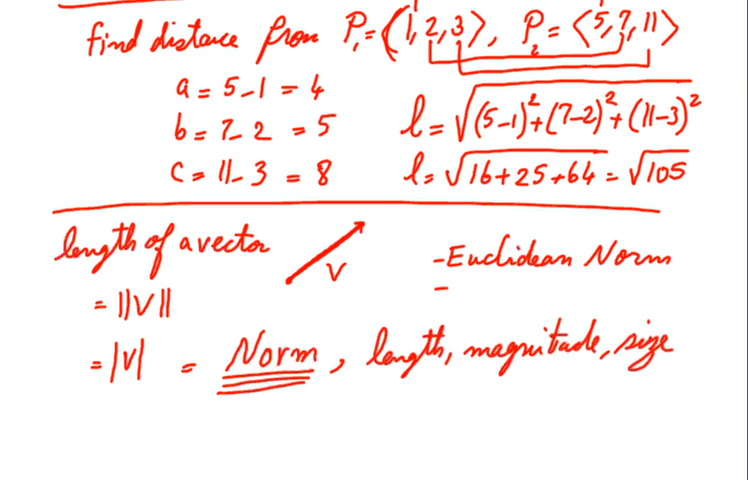 find distance from P₁ = (1, 2, 3⟩, P₂ = ⟨5, 7, 11⟩
a = 5 - 1 = 4
b = 7 - 2 = 5
c = 11 - 3 = 8
l = √((5-1)² + (7-2)² + (11-3)²)
l = √(16 + 25 + 64) = √105
length of a vector
V
= ||V||
= |V| = Norm, length, magnitude, size
- Euclidean Norm
-